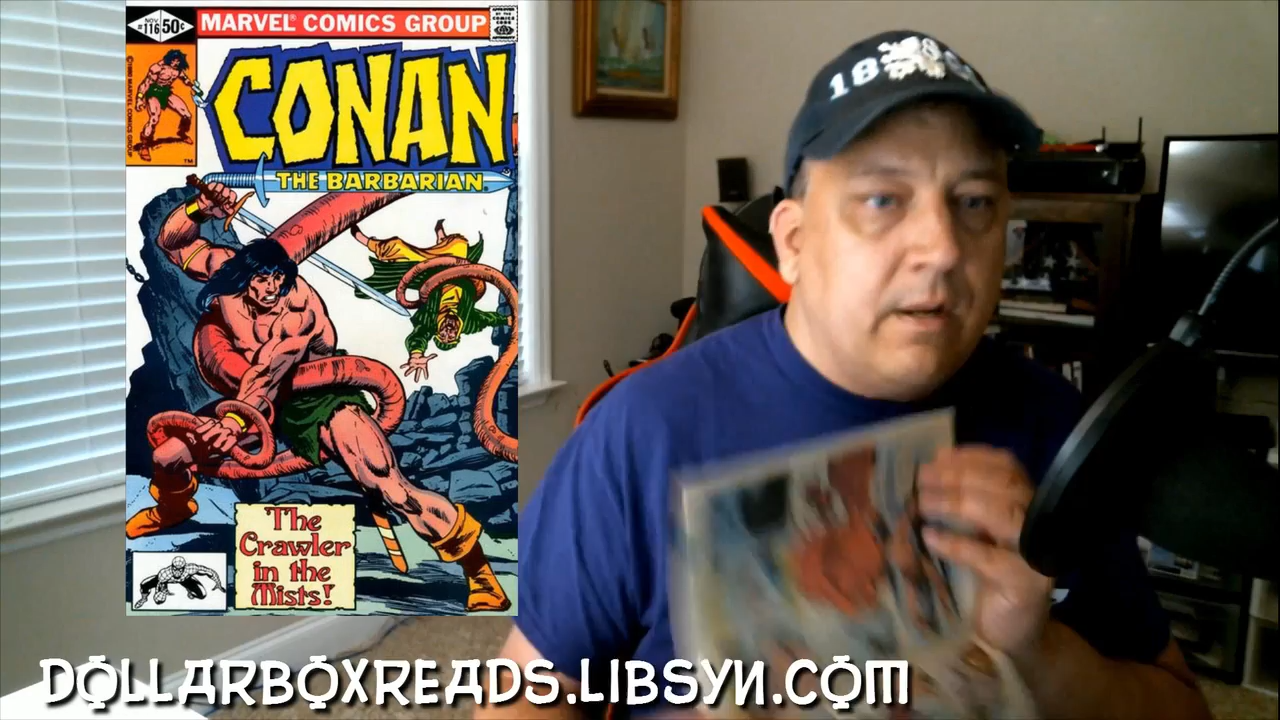 NOV
#116
50¢
MARVEL® COMICS GROUP
APPROVED BY THE COMICS CODE AUTHORITY
CONAN
THE BARBARIAN
TM
The
Crawler
in the
Mists!
DOLLARBOXREADS.LIBSYN.COM